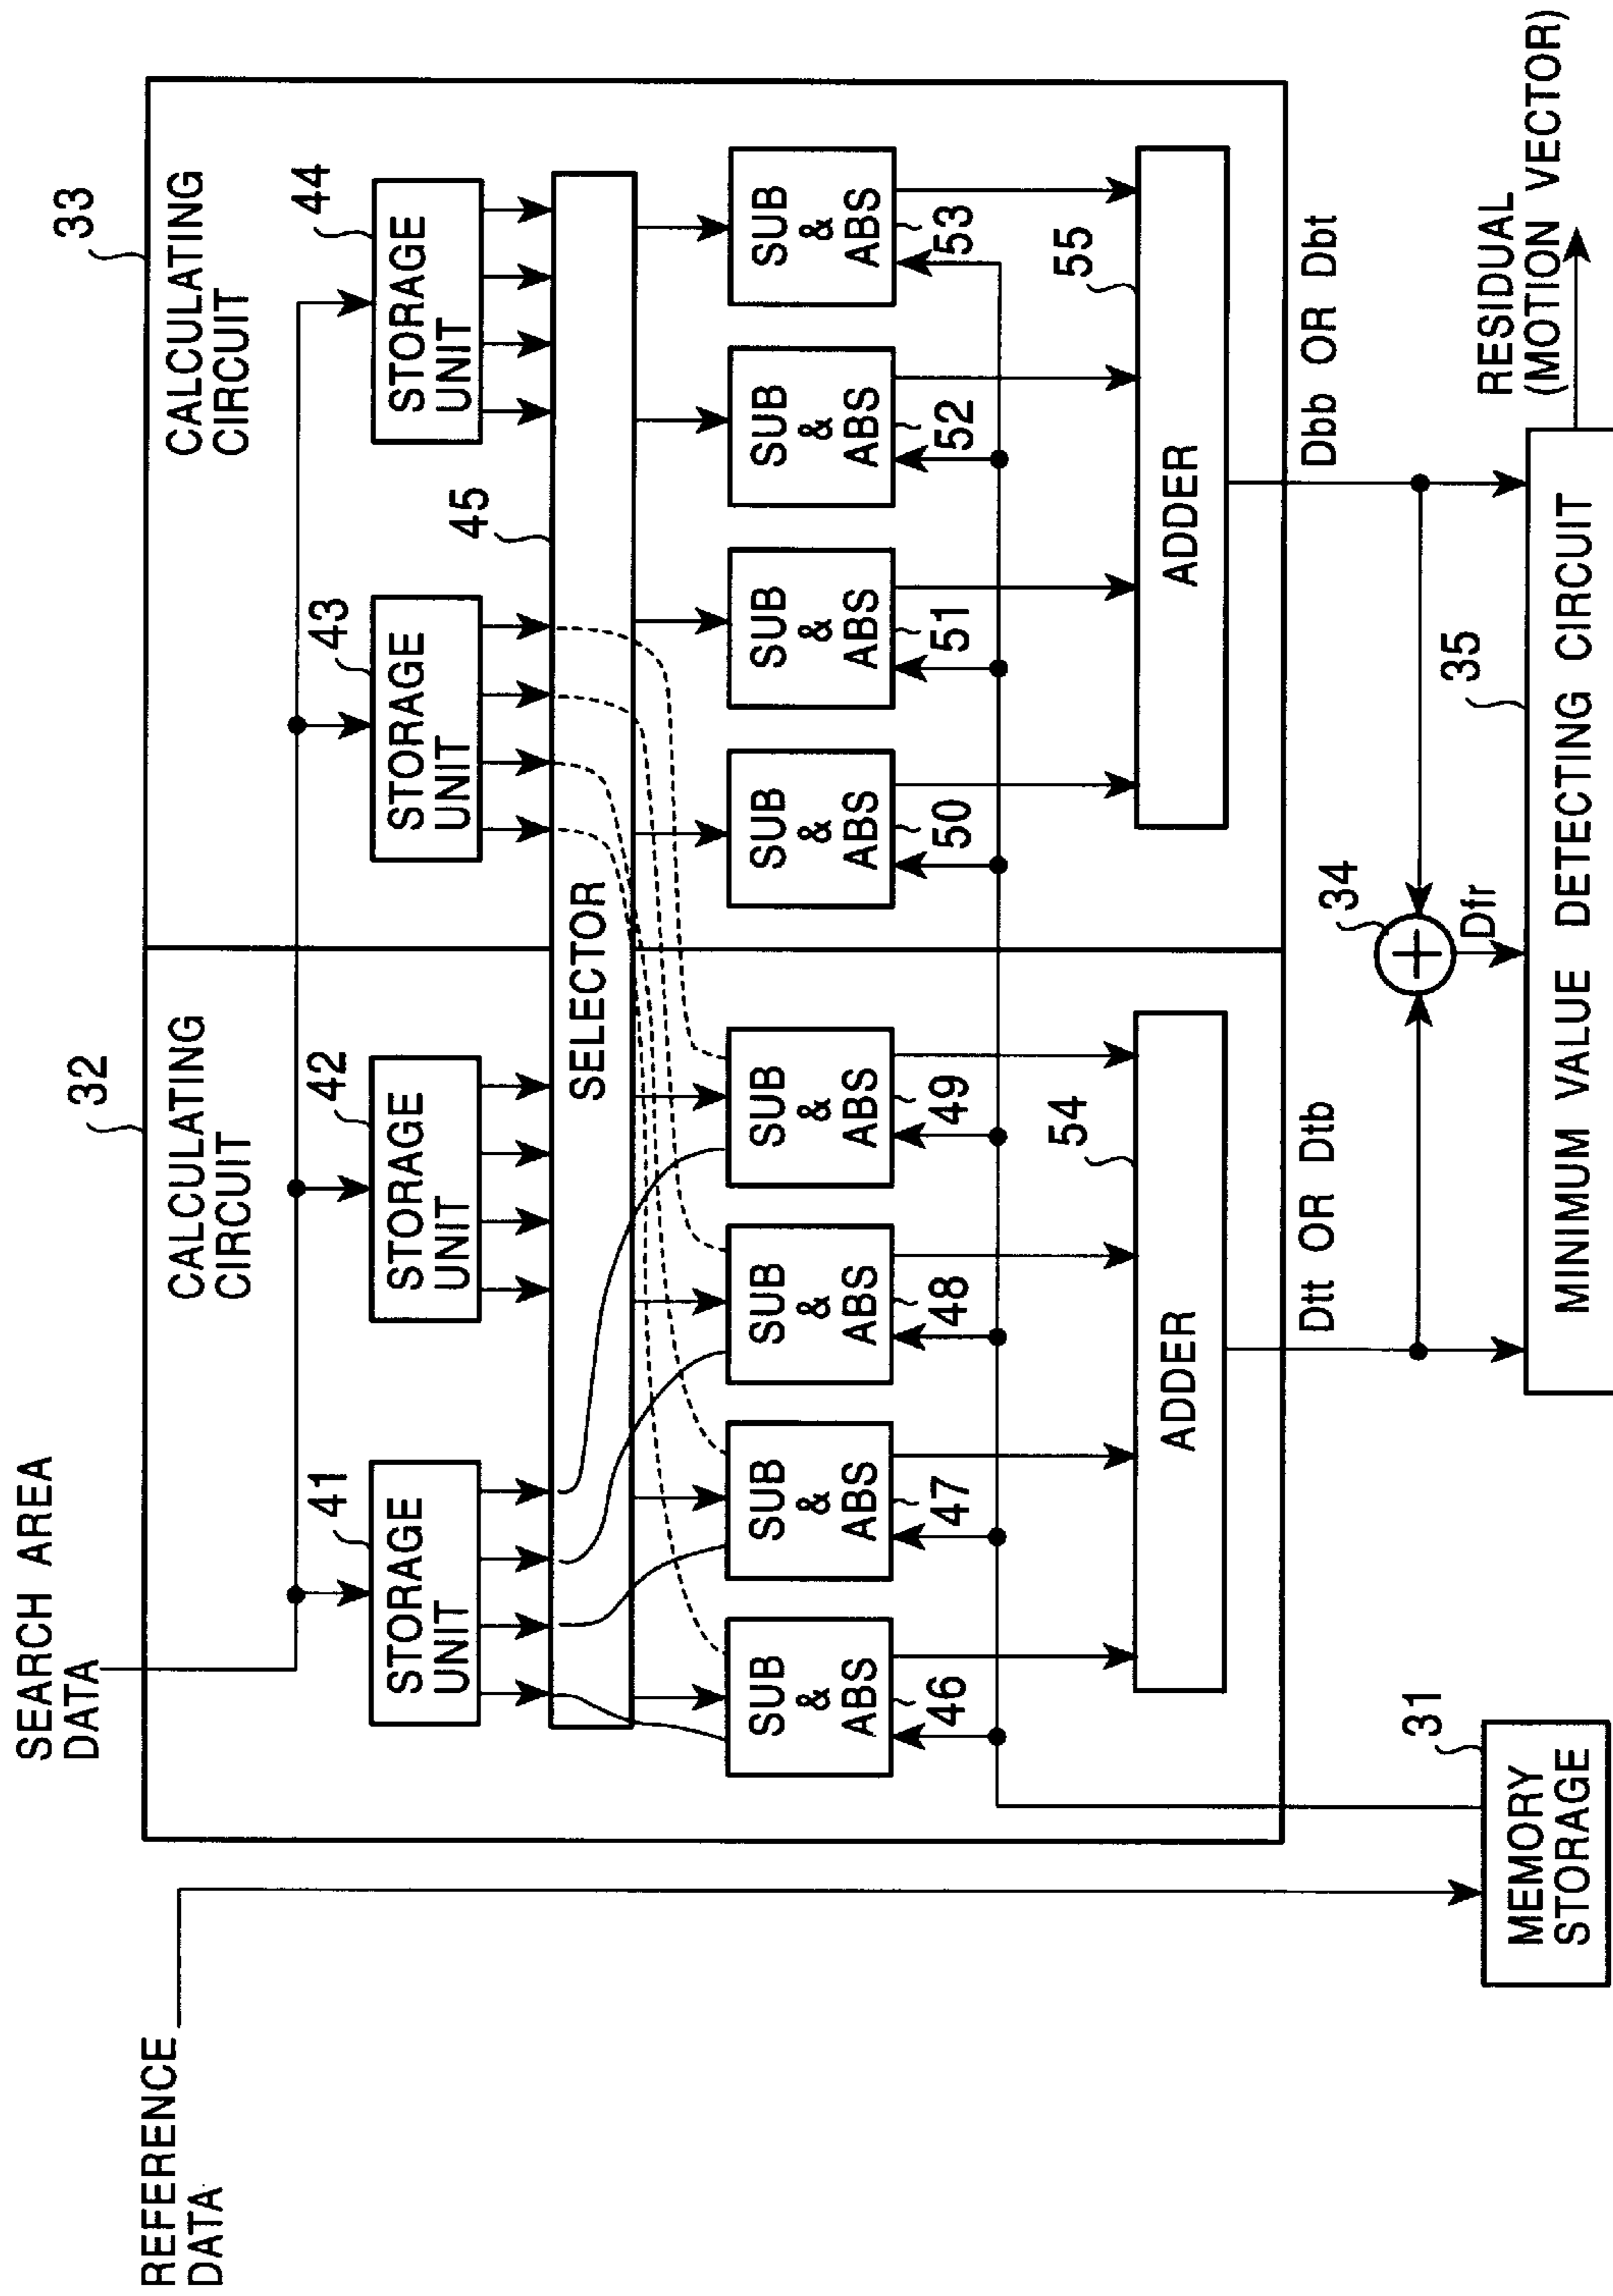 SEARCH AREA
DATA
REFERENCE
DATA
32
CALCULATING
CIRCUIT
33
CALCULATING
CIRCUIT
41
STORAGE
UNIT
42
STORAGE
UNIT
43
STORAGE
UNIT
44
STORAGE
UNIT
SELECTOR
45
SUB
&
ABS
46
SUB
&
ABS
47
SUB
&
ABS
48
SUB
&
ABS
49
SUB
&
ABS
50
SUB
&
ABS
51
SUB
&
ABS
52
SUB
&
ABS
53
ADDER
54
ADDER
55
Dtt OR Dtb
Dbb OR Dbt
34
Dfr
31
MEMORY
STORAGE
MINIMUM VALUE DETECTING CIRCUIT
35
RESIDUAL
(MOTION VECTOR)